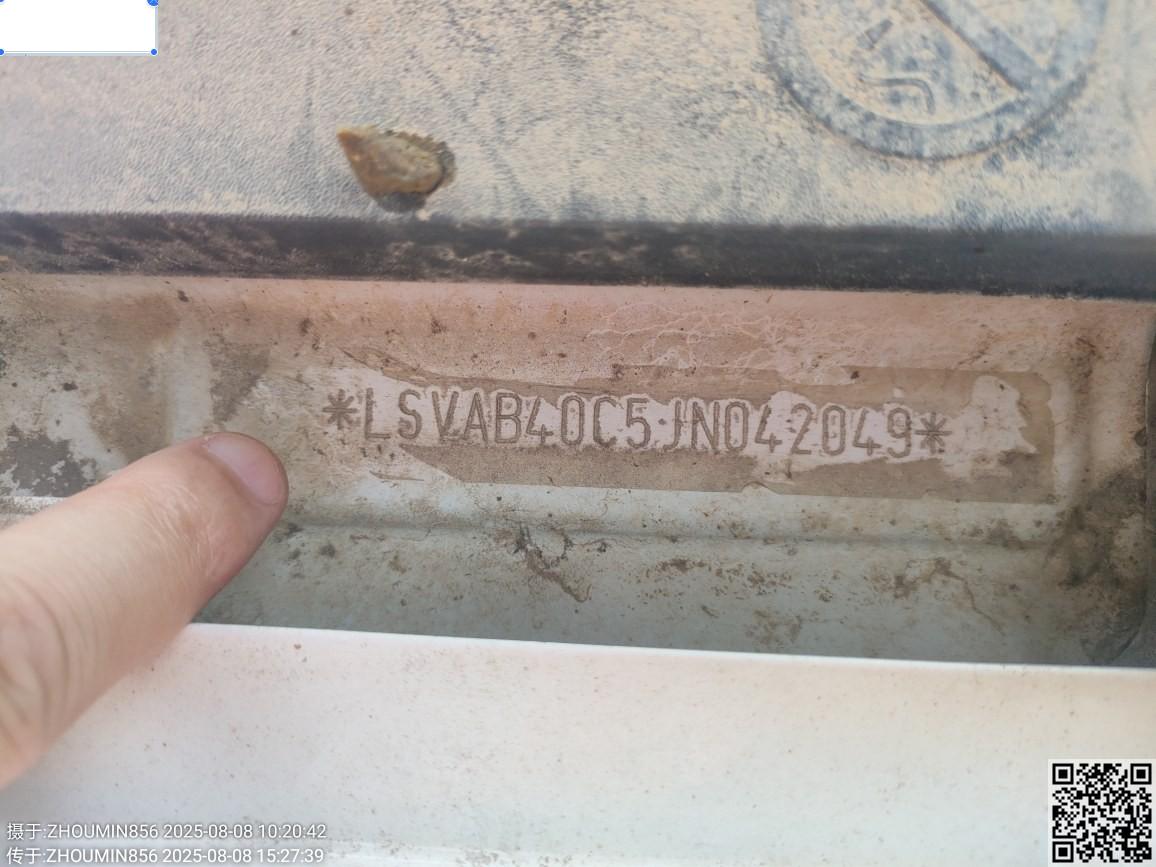 *LSVAB40C5JN042049*
摄于:ZHOUMIN856 2025-08-08 10:20:42
传于:ZHOUMIN856 2025-08-08 15:27:39